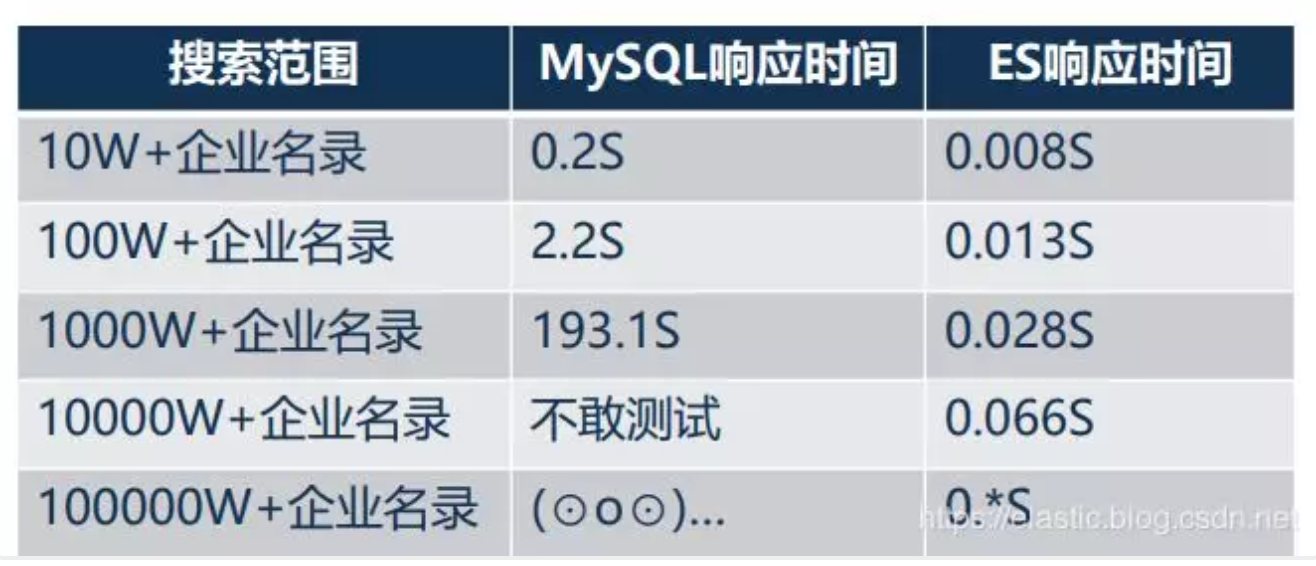 搜索范围 MySQL响应时间 ES响应时间
10W+企业名录 0.2S 0.008S
100W+企业名录 2.2S 0.013S
1000W+企业名录 193.1S 0.028S
10000W+企业名录 不敢测试 0.066S
100000W+企业名录 (⊙o⊙)... 0.*S
https://elastic.blog.csdn.net